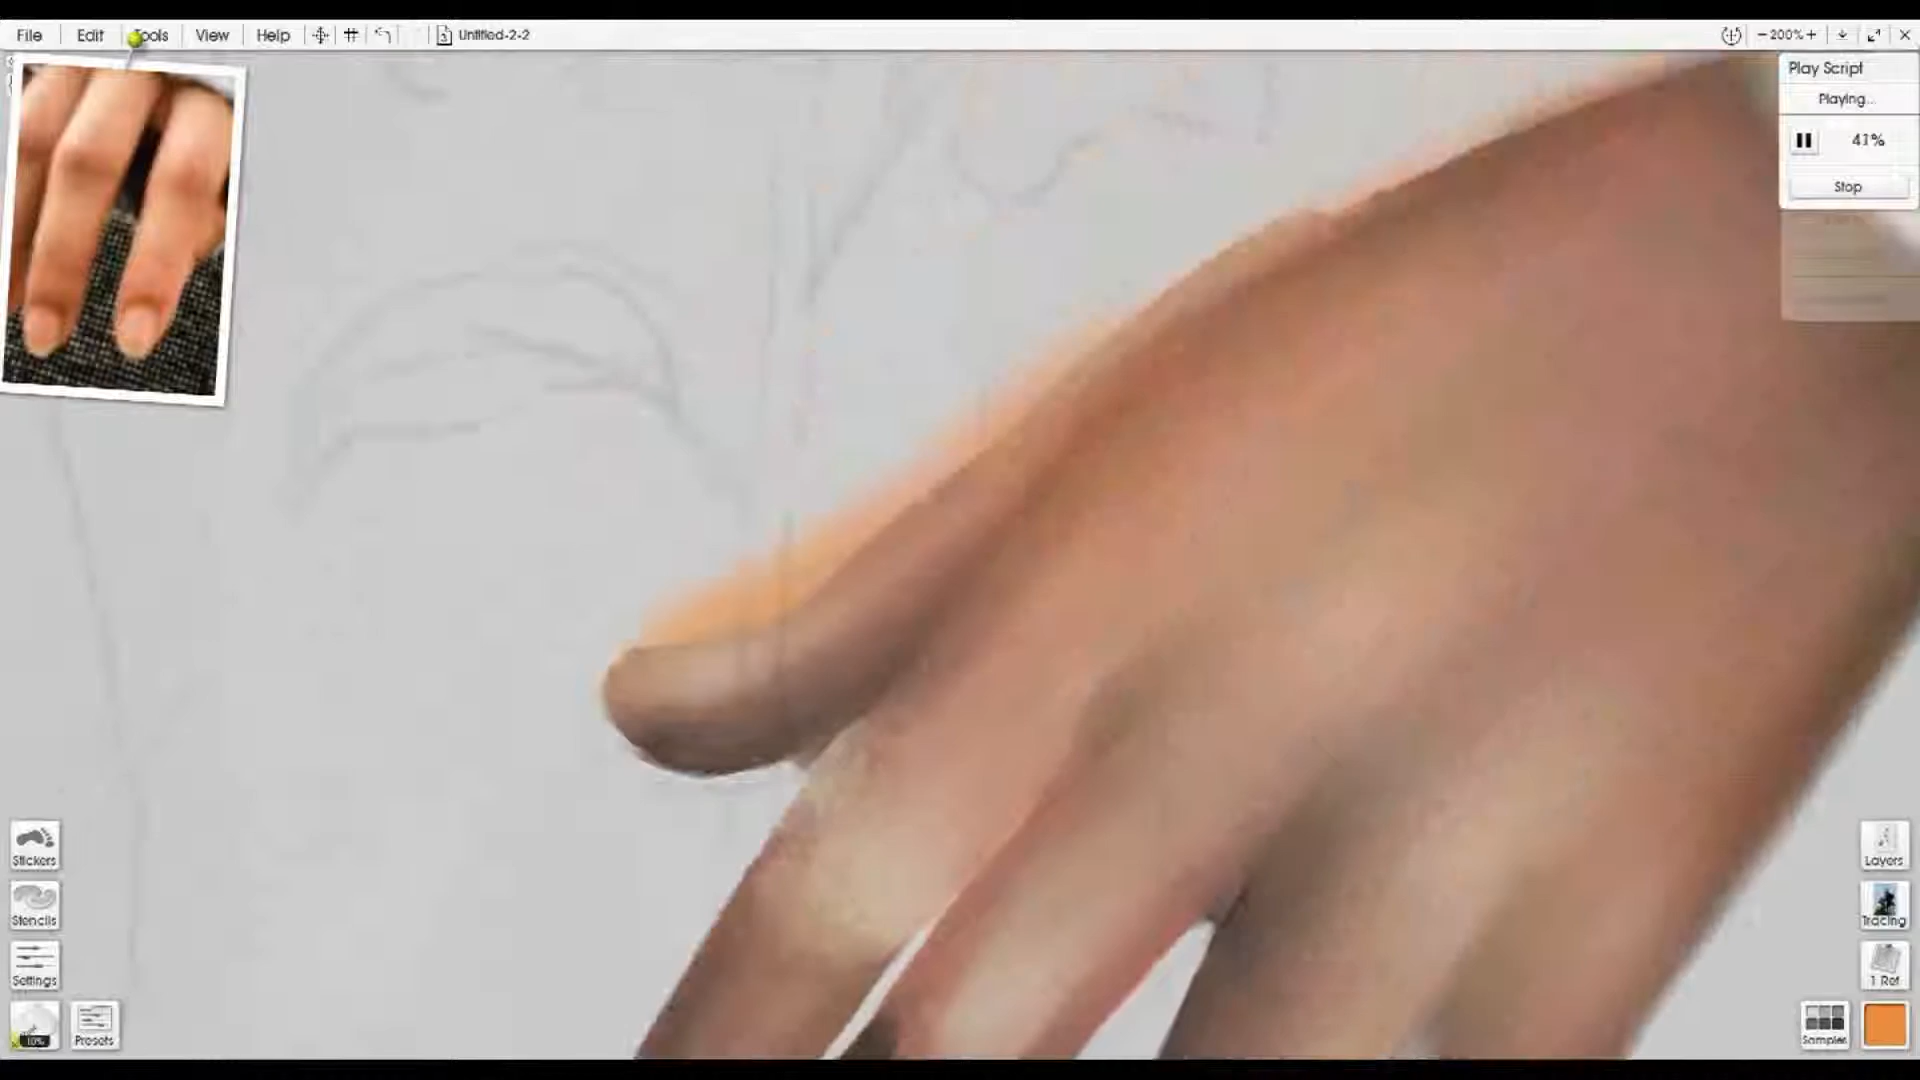 File Edit Tools View Help Untitled-2-2 200%
Play Script
Playing...
41%
Stop
Stickers
Stencils
Settings
10%
Presets
Layers
Tracing
1 Ref
Samples